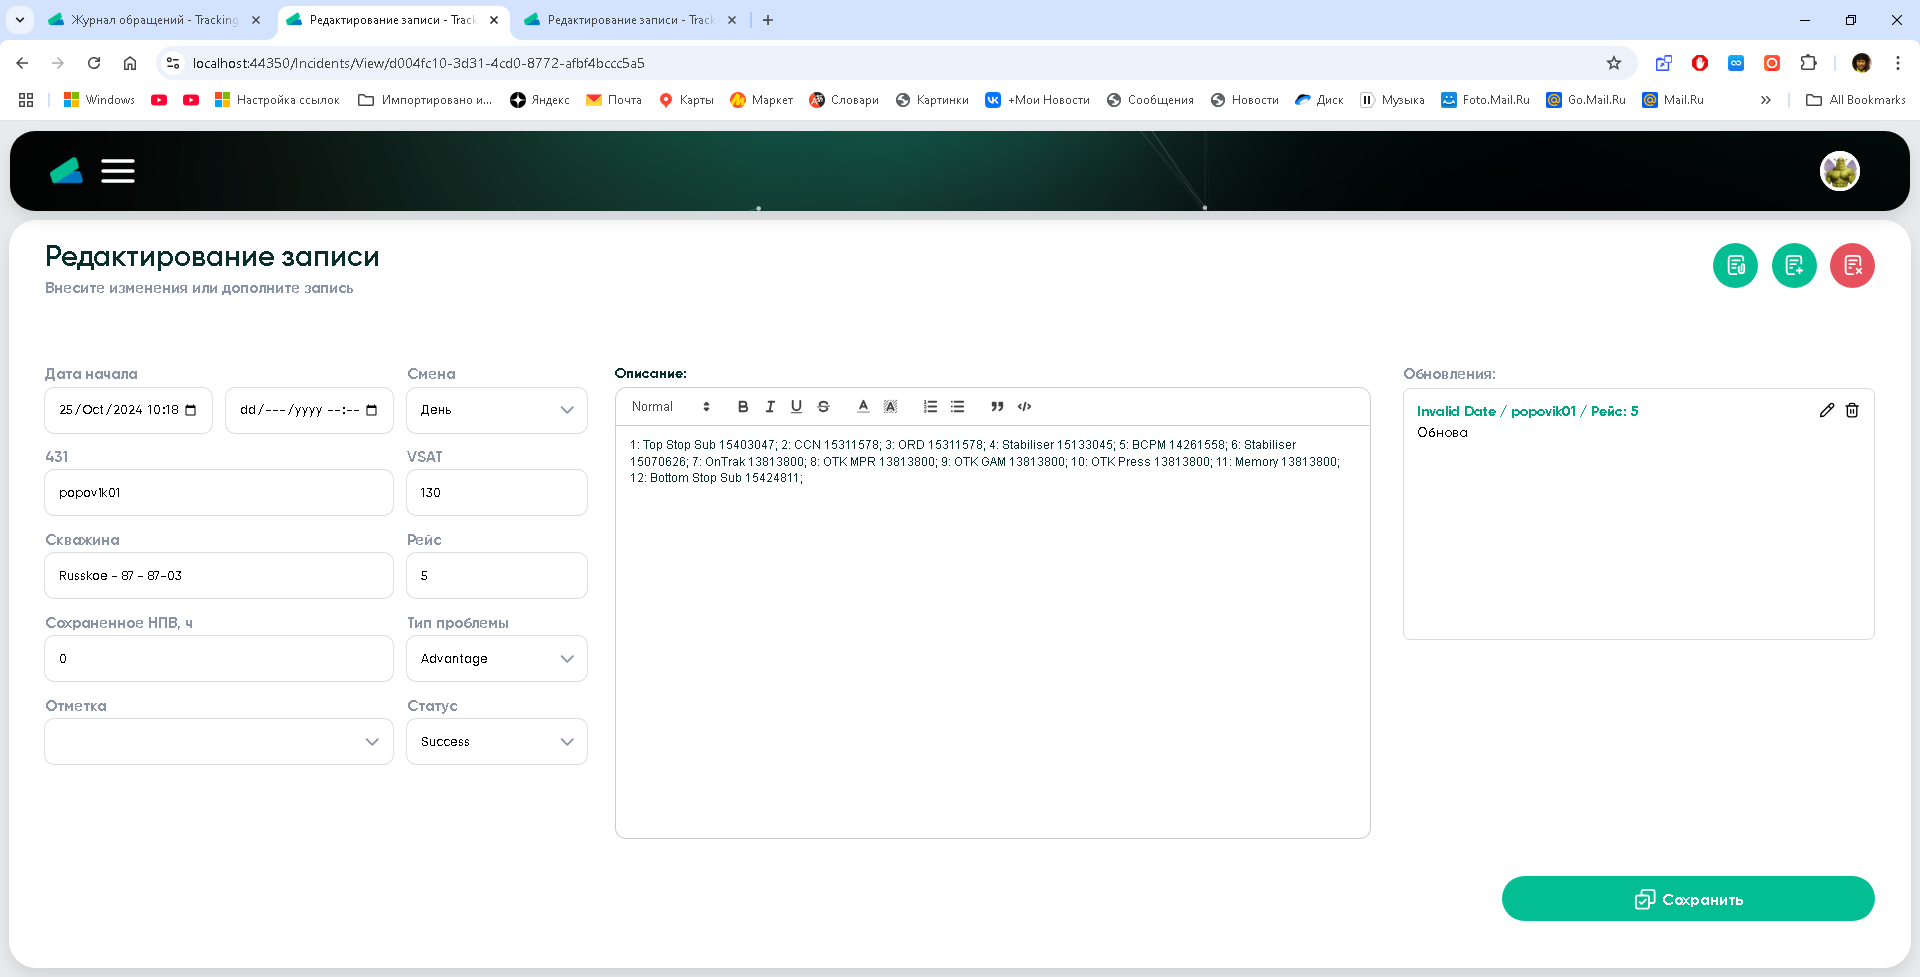 Журнал обращений - Tracking
Редактирование записи - Track
Редактирование записи - Track
localhost:44350/Incidents/View/d004fc10-3d31-4cd0-8772-afbf4bccc5a5
Windows
Настройка ссылок
Импортировано и...
Яндекс
Почта
Карты
Маркет
Словари
Картинки
+Мои Новости
Сообщения
Новости
Диск
Музыка
Foto.Mail.Ru
Go.Mail.Ru
Mail.Ru
All Bookmarks
Редактирование записи
Внесите изменения или дополните запись
Дата начала
Смена
25/Oct/2024 10:18
dd/---/yyyy --:--
День
431
VSAT
popovik01
130
Скважина
Рейс
Russkoe - 87 - 87-03
5
Сохраненное НПВ, ч
Тип проблемы
0
Advantage
Отметка
Статус
Success
Описание:
Normal
1: Top Stop Sub 15403047; 2: CCN 15311578; 3: ORD 15311578; 4: Stabiliser 15133045; 5: BCPM 14261558; 6: Stabiliser
15070626; 7: OnTrak 13813800; 8: OTK MPR 13813800; 9: OTK GAM 13813800; 10: OTK Press 13813800; 11: Memory 13813800;
12: Bottom Stop Sub 15424811;
Обновления:
Invalid Date / popovik01 / Рейс: 5
Обнова
Сохранить